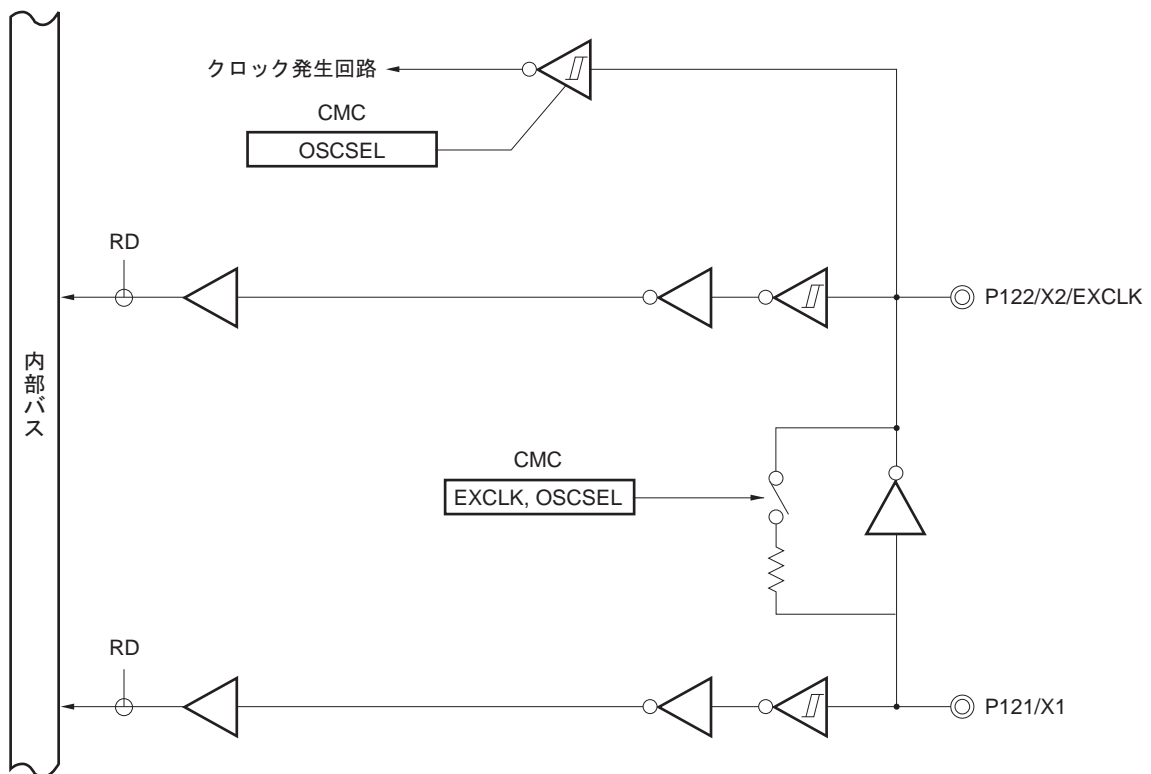 クロック発生回路
CMC
OSCSEL
RD
P122/X2/EXCLK
内部バス
CMC
EXCLK, OSCSEL
RD
P121/X1